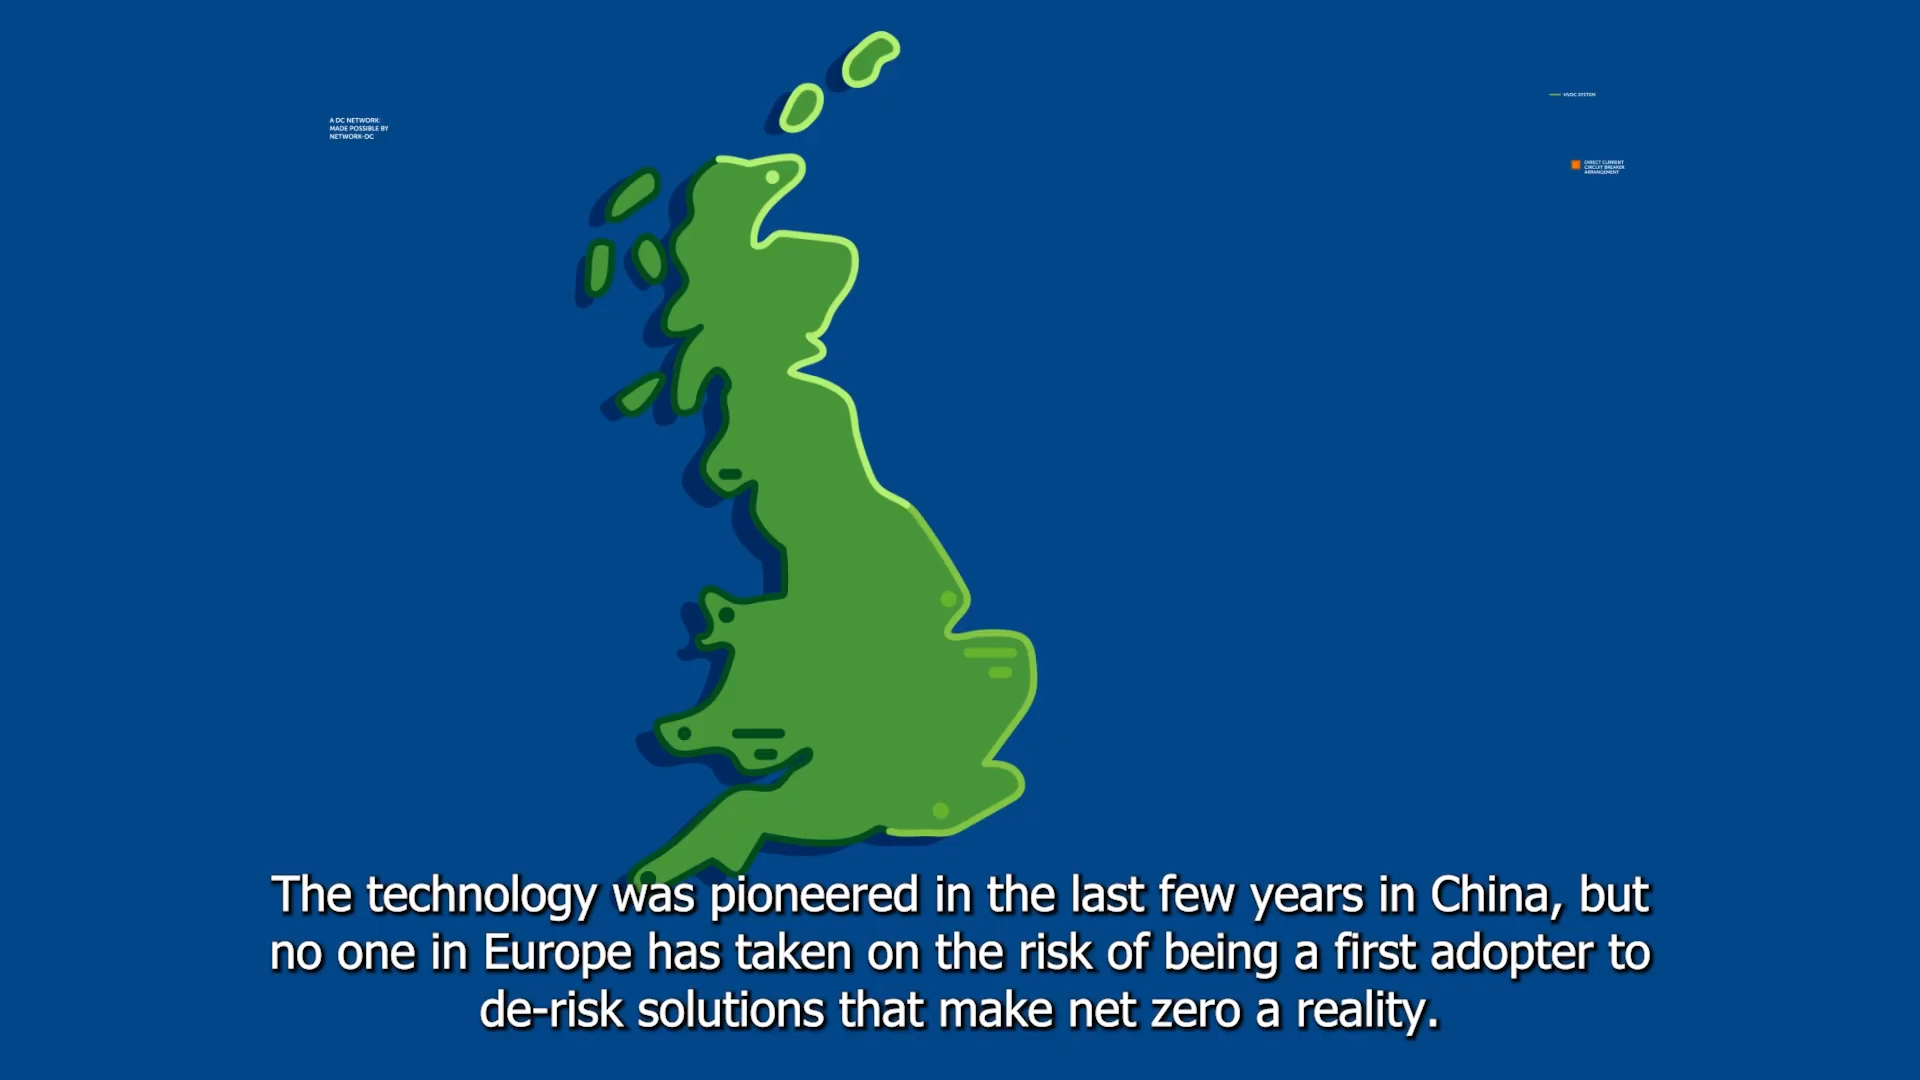 A DC NETWORK:
MADE POSSIBLE BY
NETWORK-DC
HVDC SYSTEM
DIRECT CURRENT
CIRCUIT BREAKER
ARRANGEMENT
The technology was pioneered in the last few years in China, but
no one in Europe has taken on the risk of being a first adopter to
de-risk solutions that make net zero a reality.